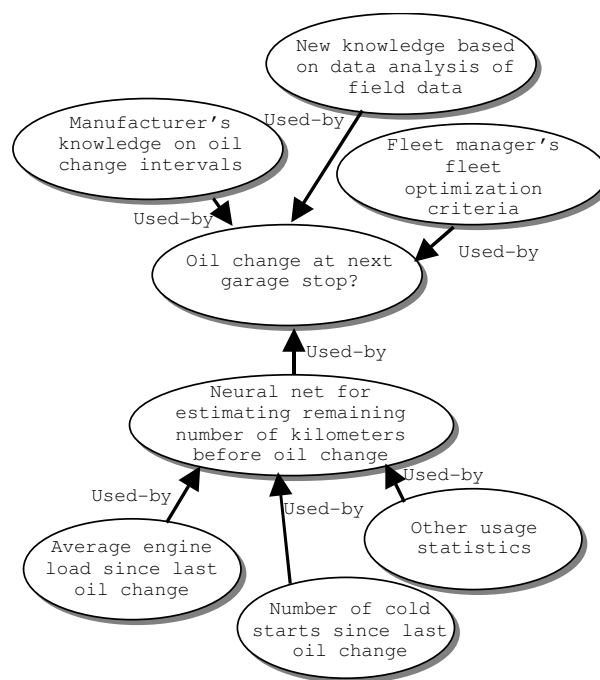 New knowledge based
on data analysis of
field data
Used-by
Manufacturer's
knowledge on oil
change intervals
Used-by
Fleet manager's
fleet
optimization
criteria
Used-by
Oil change at next
garage stop?
Used-by
Neural net for
estimating remaining
number of kilometers
before oil change
Used-by
Used-by
Used-by
Average engine
load since last
oil change
Number of cold
starts since last
oil change
Other usage
statistics